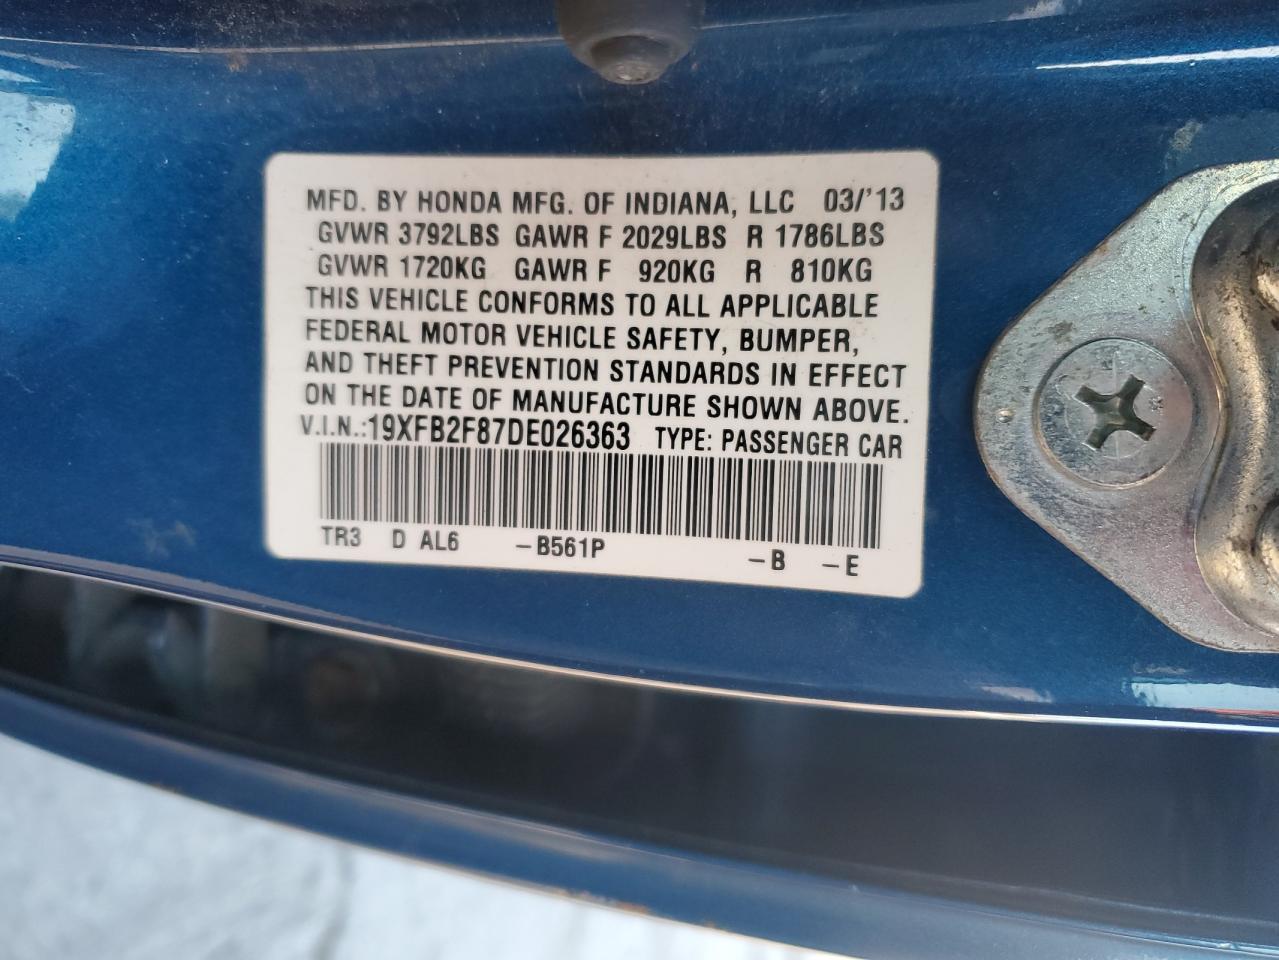 MFD. BY HONDA MFG. OF INDIANA, LLC 03/'13
GVWR 3792LBS GAWR F 2029LBS R 1786LBS
GVWR 1720KG GAWR F 920KG R 810KG
THIS VEHICLE CONFORMS TO ALL APPLICABLE
FEDERAL MOTOR VEHICLE SAFETY, BUMPER,
AND THEFT PREVENTION STANDARDS IN EFFECT
ON THE DATE OF MANUFACTURE SHOWN ABOVE.
V.I.N.:19XFB2F87DE026363 TYPE: PASSENGER CAR
TR3 D AL6 -B561P -B -E